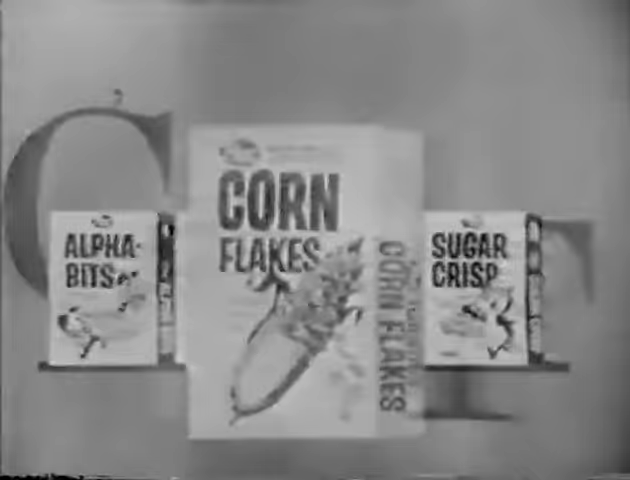 CORN
FLAKES
ALPHA-
BITS
SUGAR
CRISP
CORN FLAKES